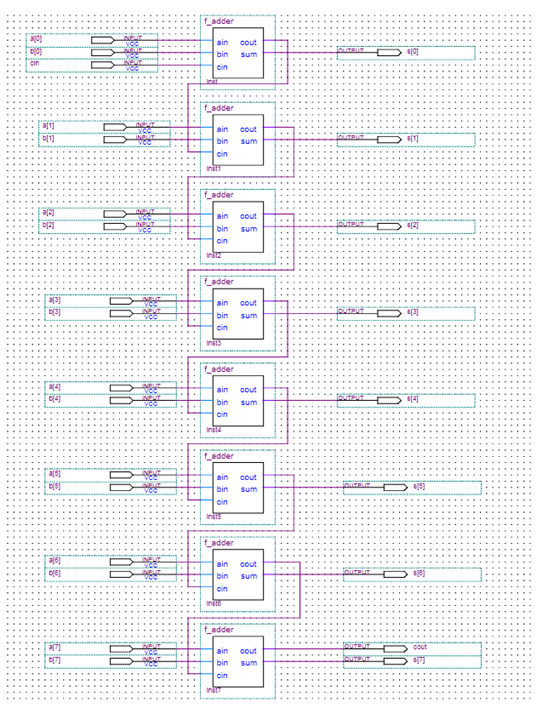 f_adder
a[0] INPUT VCC ain cout
b[0] INPUT VCC bin sum OUTPUT s[0]
cin INPUT VCC cin
inst
f_adder
a[1] INPUT VCC ain cout
b[1] INPUT VCC bin sum OUTPUT s[1]
cin
inst1
f_adder
a[2] INPUT VCC ain cout
b[2] INPUT VCC bin sum OUTPUT s[2]
cin
inst2
f_adder
a[3] INPUT VCC ain cout
b[3] INPUT VCC bin sum OUTPUT s[3]
cin
inst3
f_adder
a[4] INPUT VCC ain cout
b[4] INPUT VCC bin sum OUTPUT s[4]
cin
inst4
f_adder
a[5] INPUT VCC ain cout
b[5] INPUT VCC bin sum OUTPUT s[5]
cin
inst5
f_adder
a[6] INPUT VCC ain cout
b[6] INPUT VCC bin sum OUTPUT s[6]
cin
inst6
f_adder
a[7] INPUT VCC ain cout OUTPUT cout
b[7] INPUT VCC bin sum OUTPUT s[7]
cin
inst7